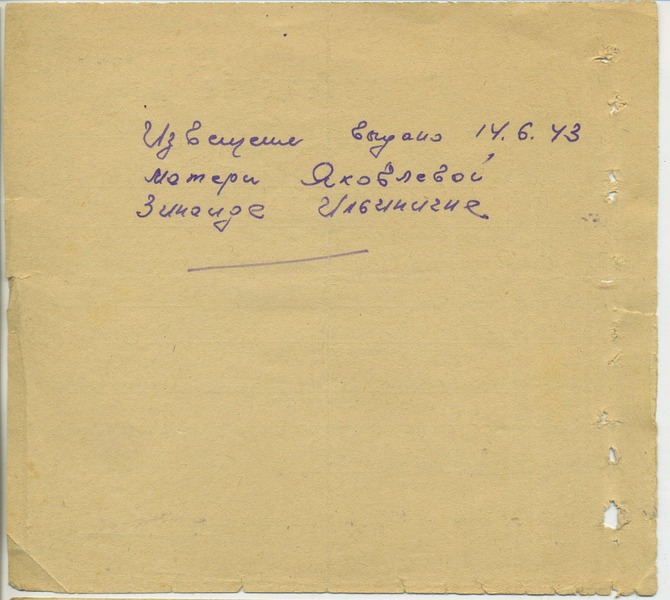 Извещение выдано 14.6.43
матери Яковлевой
Зинаиде Ильиничне